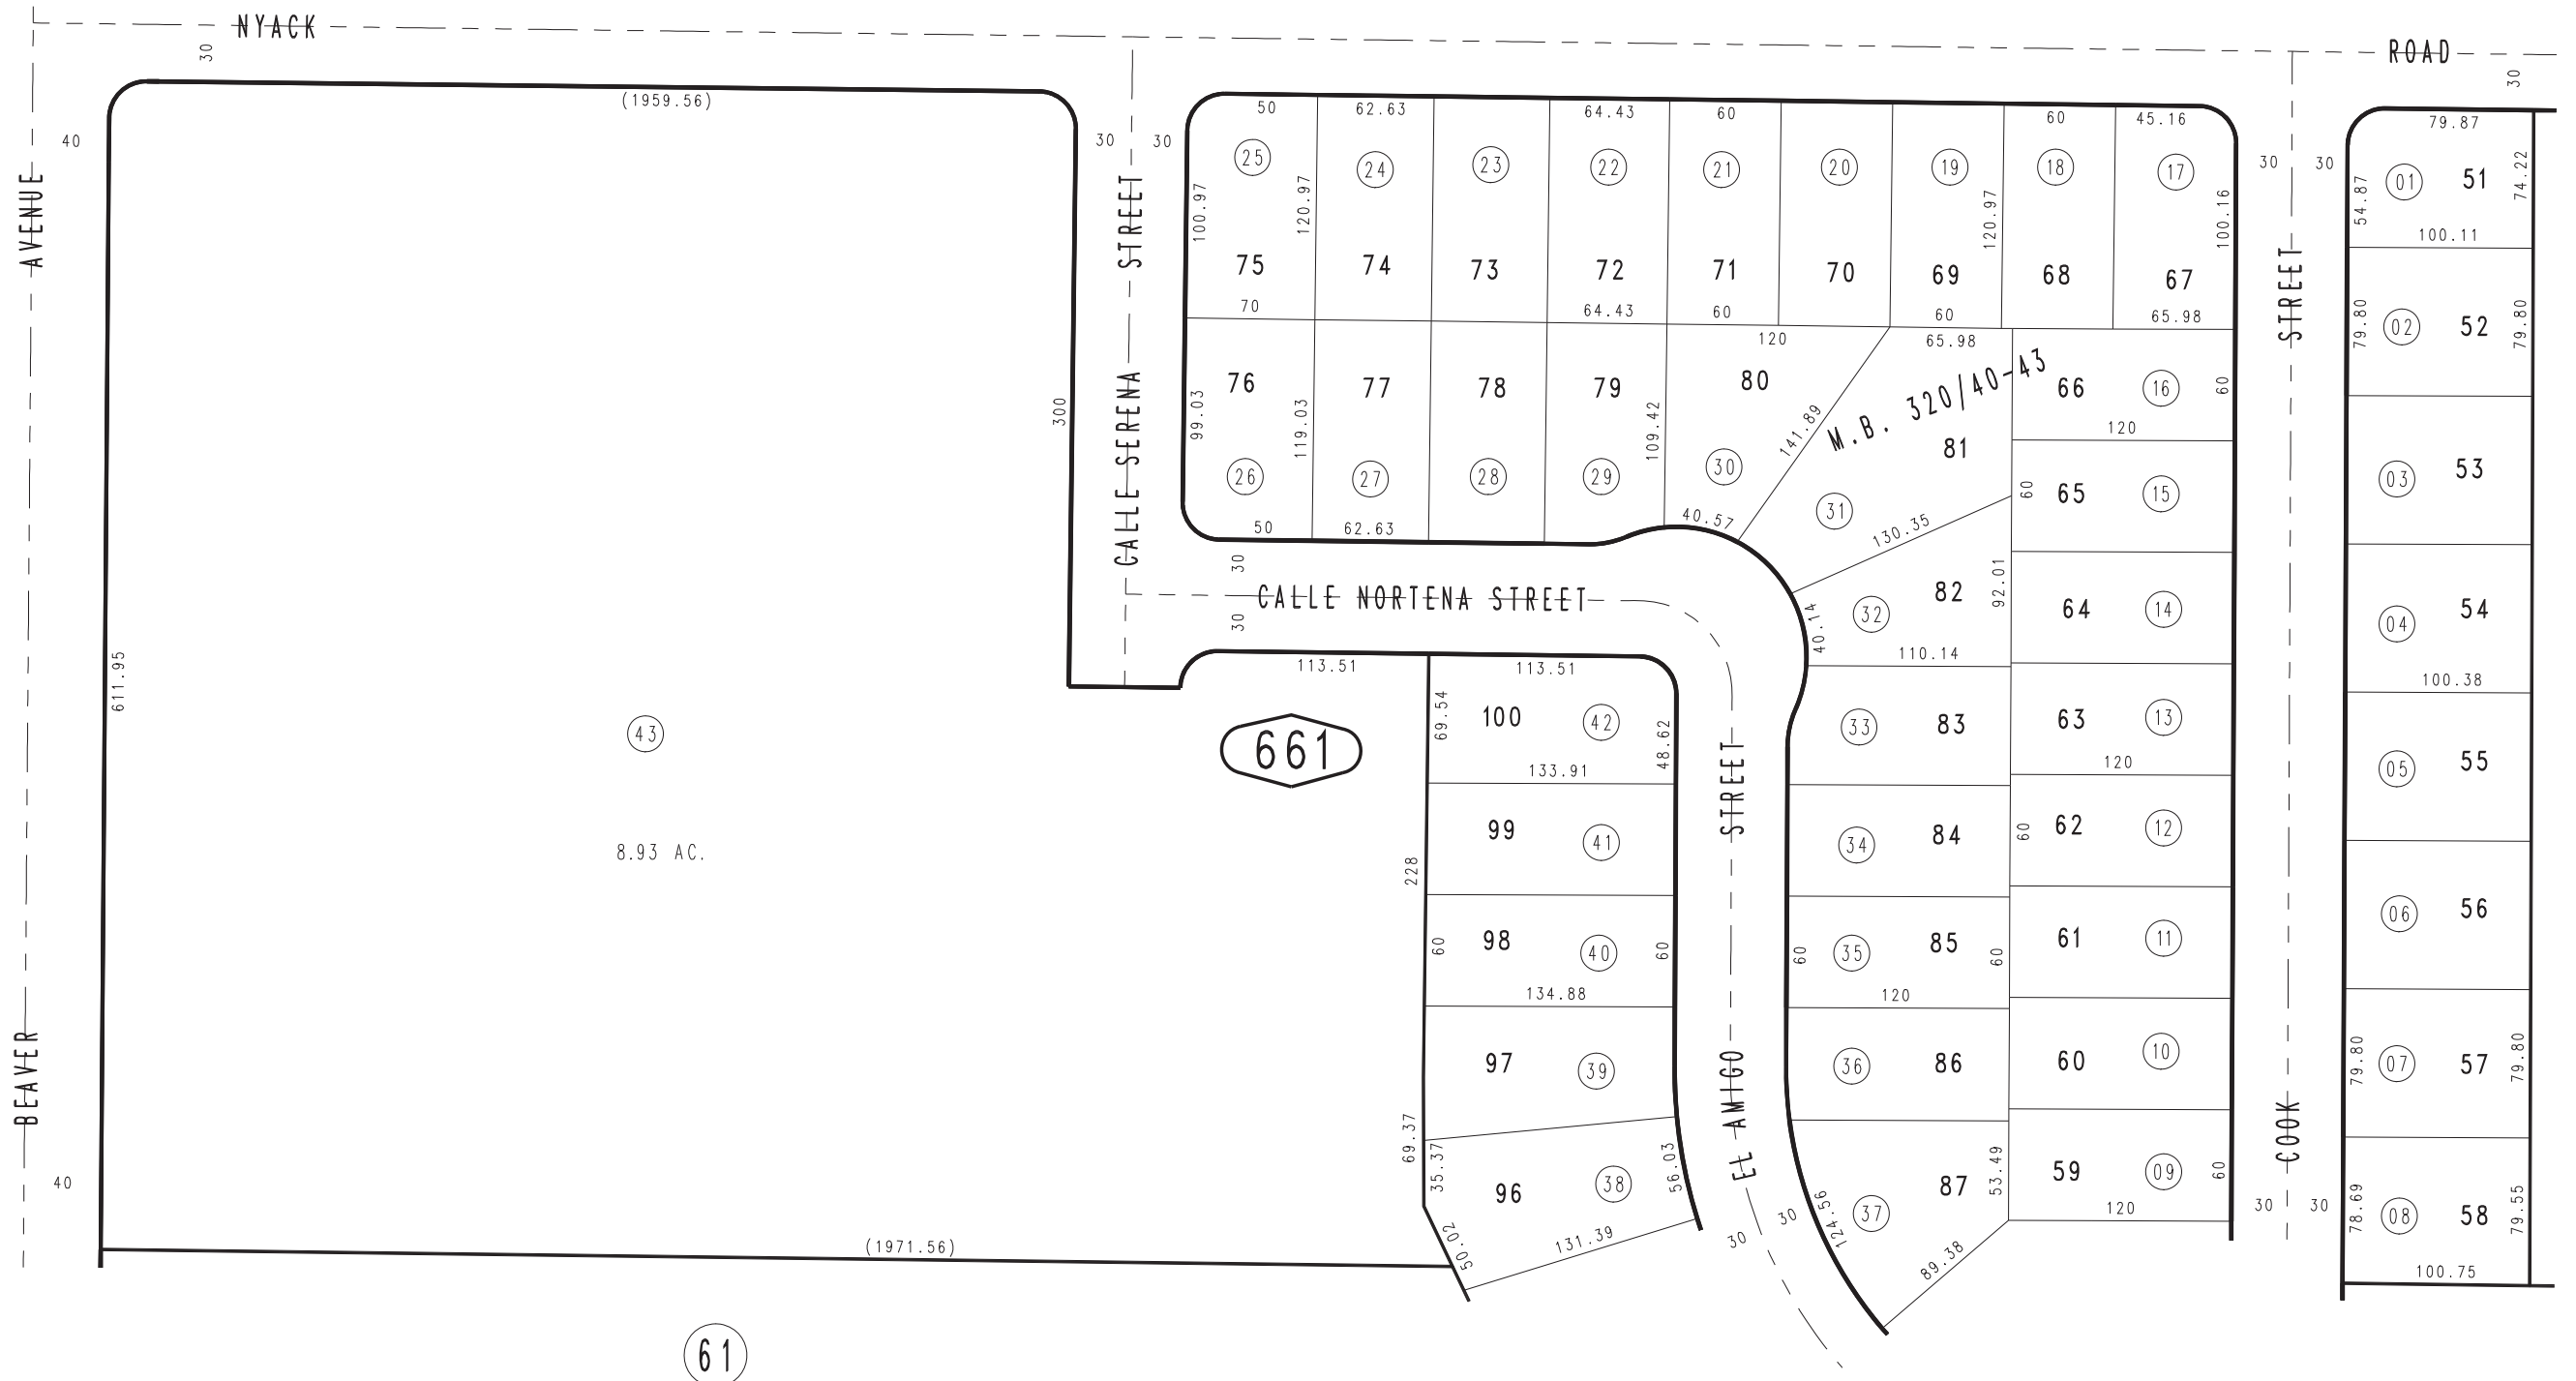 NYACK ROAD
30
30
(1959.56)
40
AVENUE
BEAVER
40
611.95
43
8.93 AC.
300
(1971.56)
61
30 30
CALLE SERENA STREET
661
50 62.63 64.43 60 60 45.16
25 24 23 22 21 20 19 18 17
100.97 120.97 120.97 100.16
75 74 73 72 71 70 69 68 67
70 64.43 60 60 65.98
120 65.98
76 77 78 79 80
99.03 119.03 109.42 141.89
M.B. 320/40-43
26 27 28 29 30
50 62.63 40.57
81
31
130.35
30
CALLE NORTENA STREET
30
82
32
92.01
40.14
110.14
113.51 113.51
69.54 100 42 48.62
133.91
99 41
228
60 98 40 60
134.88
97 39
69.37
35.37 96 38 56.03
50.02
131.39
EL AMIGO STREET
30 30
33 83
34 84
60 35 85 60
120
36 86
37 87 53.49
124.56
89.38
66 16 60
120
60 65 15
64 14
63 13
120
60 62 12
61 11
60 10
59 09 60
120
30 30
STREET
COOK
30 30
79.87
54.87 01 51 74.22
100.11
79.80 02 52 79.80
03 53
04 54
100.38
05 55
06 56
79.80 07 57 79.80
78.69 08 58 79.55
100.75